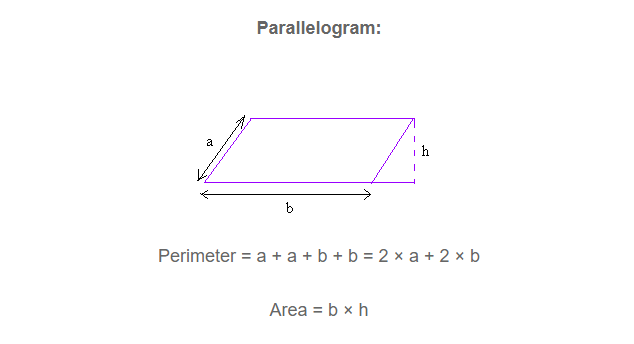 Parallelogram:
a
h
b
Perimeter = a + a + b + b = 2 × a + 2 × b
Area = b × h